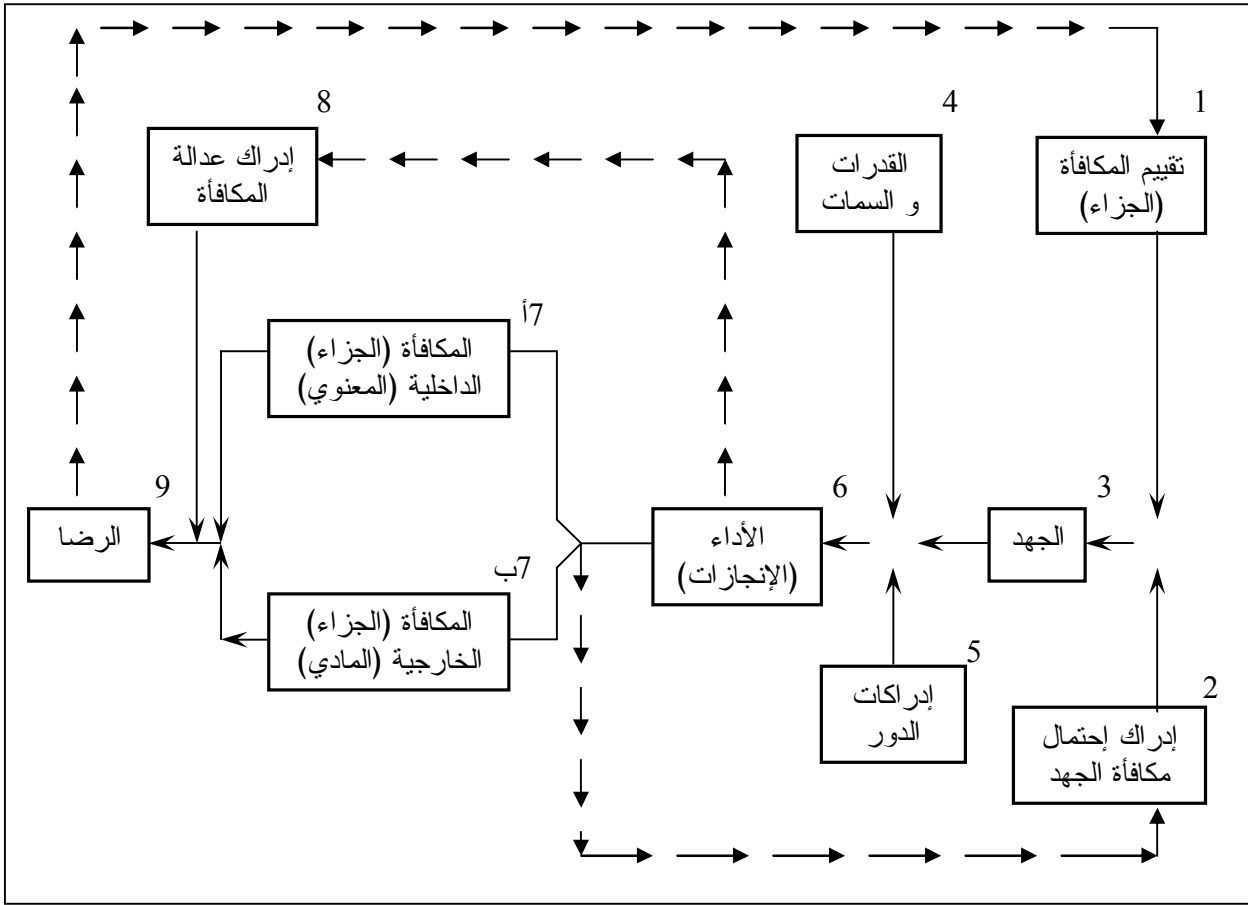 1
تقييم المكافأة
(الجزاء)
2
إدراك إحتمال
مكافأة الجهد
3
الجهد
4
القدرات
و السمات
5
إدراكات
الدور
6
الأداء
(الإنجازات)
7أ
المكافأة (الجزاء)
الداخلية (المعنوي)
7ب
المكافأة (الجزاء)
الخارجية (المادي)
8
إدراك عدالة
المكافأة
9
الرضا